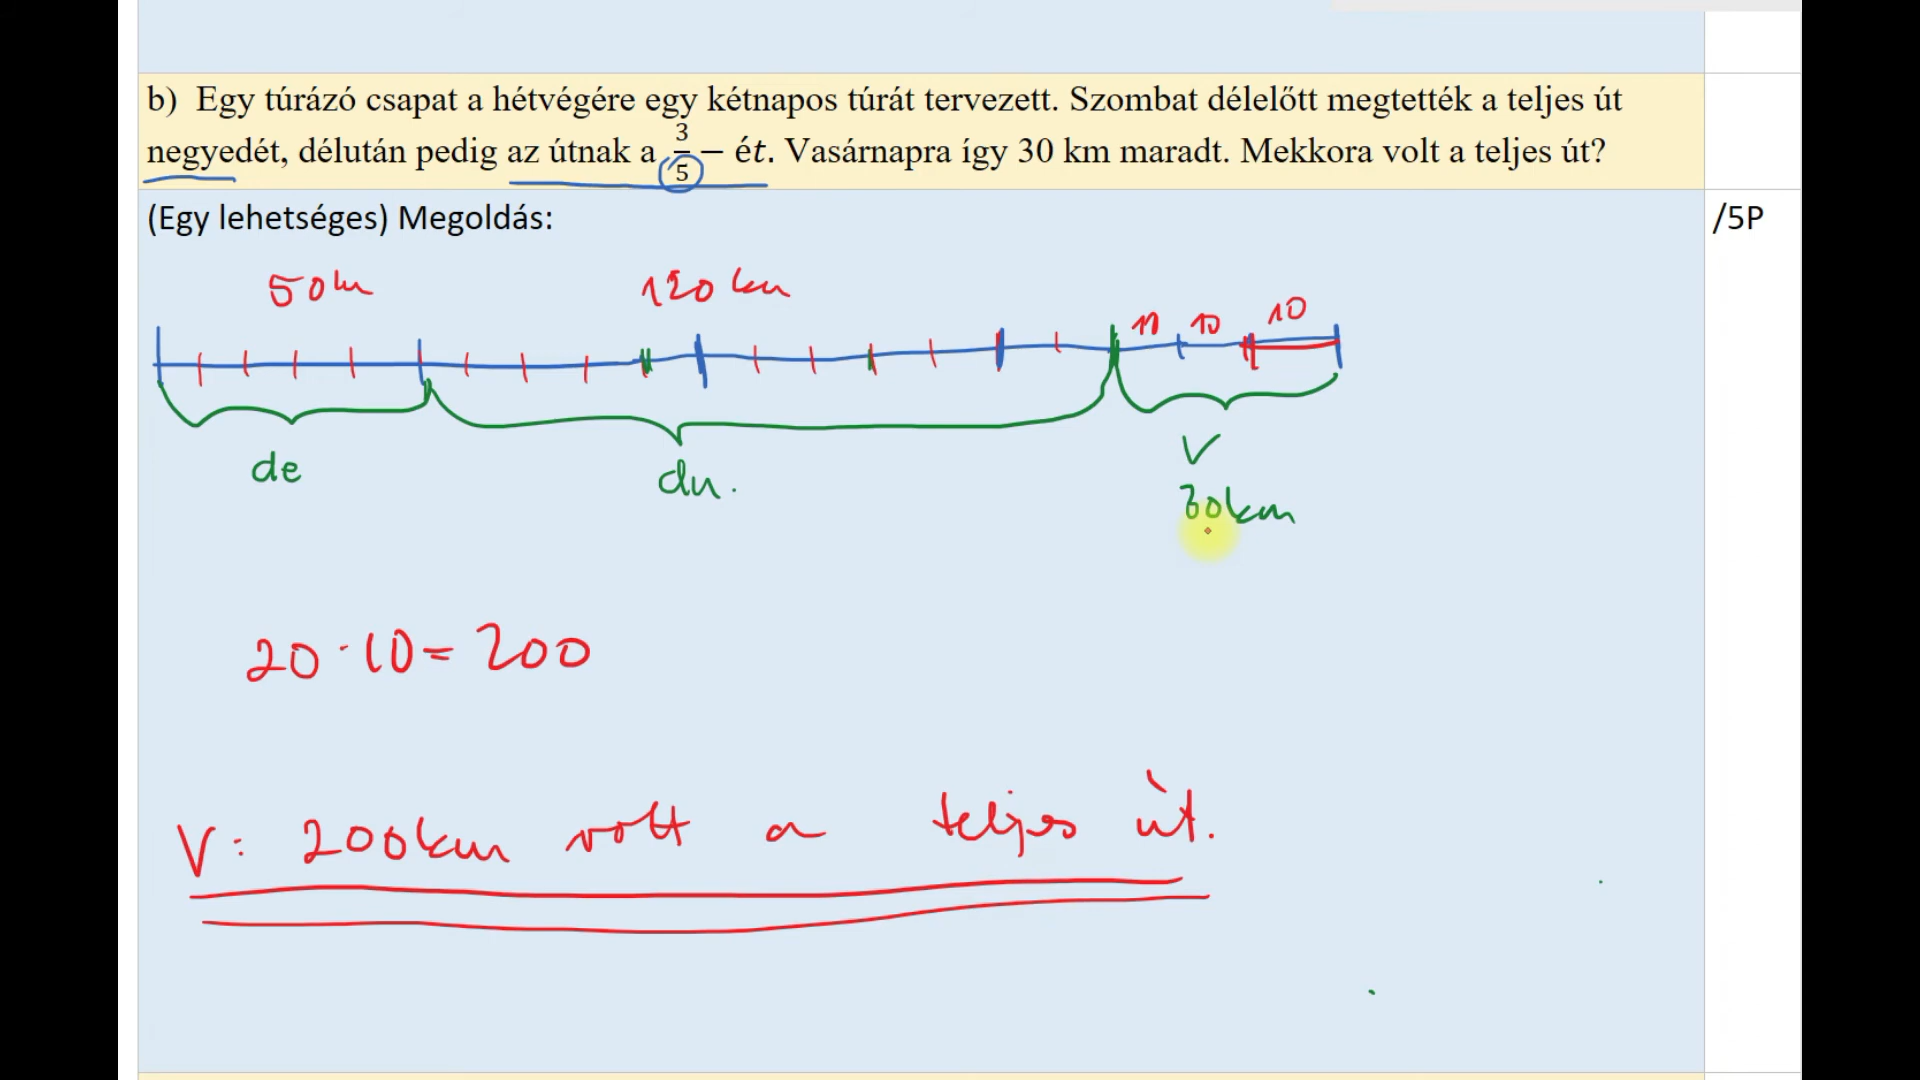 b) Egy túrázó csapat a hétvégére egy kétnapos túrát tervezett. Szombat délelőtt megtették a teljes út
negyedét, délután pedig az útnak a 3/5 – ét. Vasárnapra így 30 km maradt. Mekkora volt a teljes út?
(Egy lehetséges) Megoldás:
/5P
50 km 120 km 10 10 10
de du. V
30km
20 · 10 = 200
V: 200km volt a teljes út.